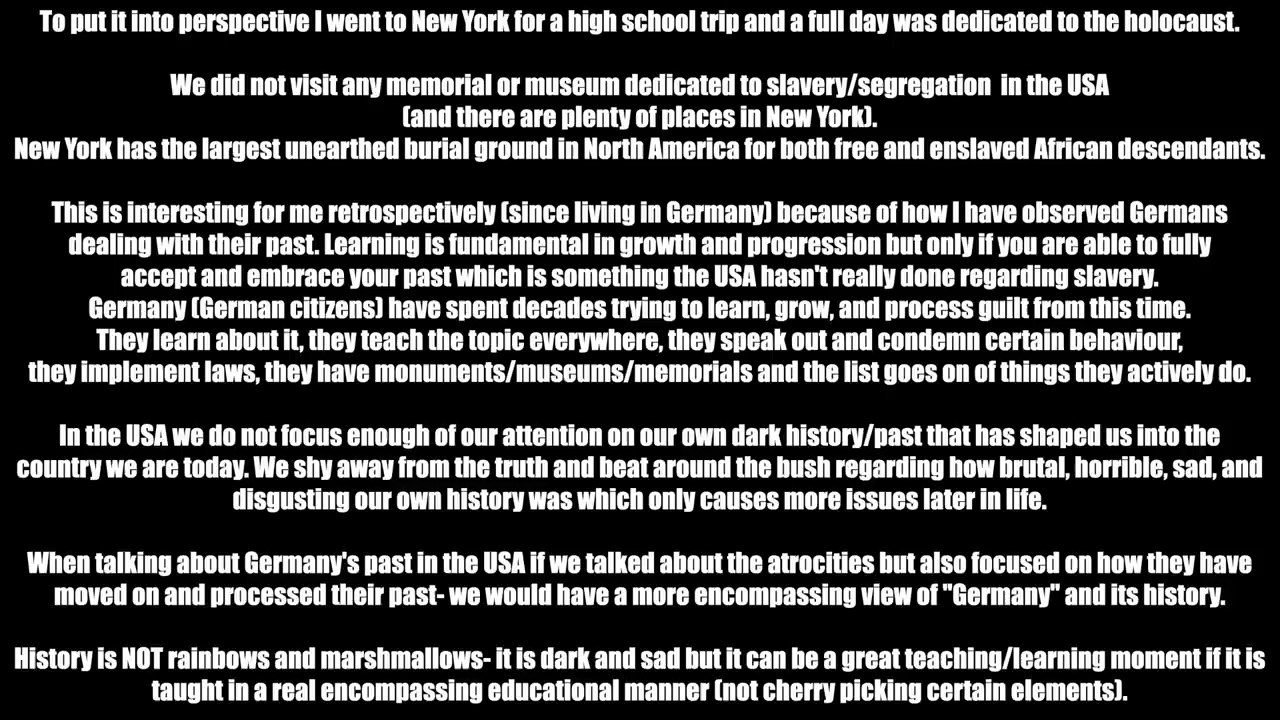 To put it into perspective I went to New York for a high school trip and a full day was dedicated to the holocaust.
We did not visit any memorial or museum dedicated to slavery/segregation in the USA
(and there are plenty of places in New York).
New York has the largest unearthed burial ground in North America for both free and enslaved African descendants.
This is interesting for me retrospectively (since living in Germany) because of how I have observed Germans
dealing with their past. Learning is fundamental in growth and progression but only if you are able to fully
accept and embrace your past which is something the USA hasn't really done regarding slavery.
Germany (German citizens) have spent decades trying to learn, grow, and process guilt from this time.
They learn about it, they teach the topic everywhere, they speak out and condemn certain behaviour,
they implement laws, they have monuments/museums/memorials and the list goes on of things they actively do.
In the USA we do not focus enough of our attention on our own dark history/past that has shaped us into the
country we are today. We shy away from the truth and beat around the bush regarding how brutal, horrible, sad, and
disgusting our own history was which only causes more issues later in life.
When talking about Germany's past in the USA if we talked about the atrocities but also focused on how they have
moved on and processed their past- we would have a more encompassing view of "Germany" and its history.
History is NOT rainbows and marshmallows- it is dark and sad but it can be a great teaching/learning moment if it is
taught in a real encompassing educational manner (not cherry picking certain elements).